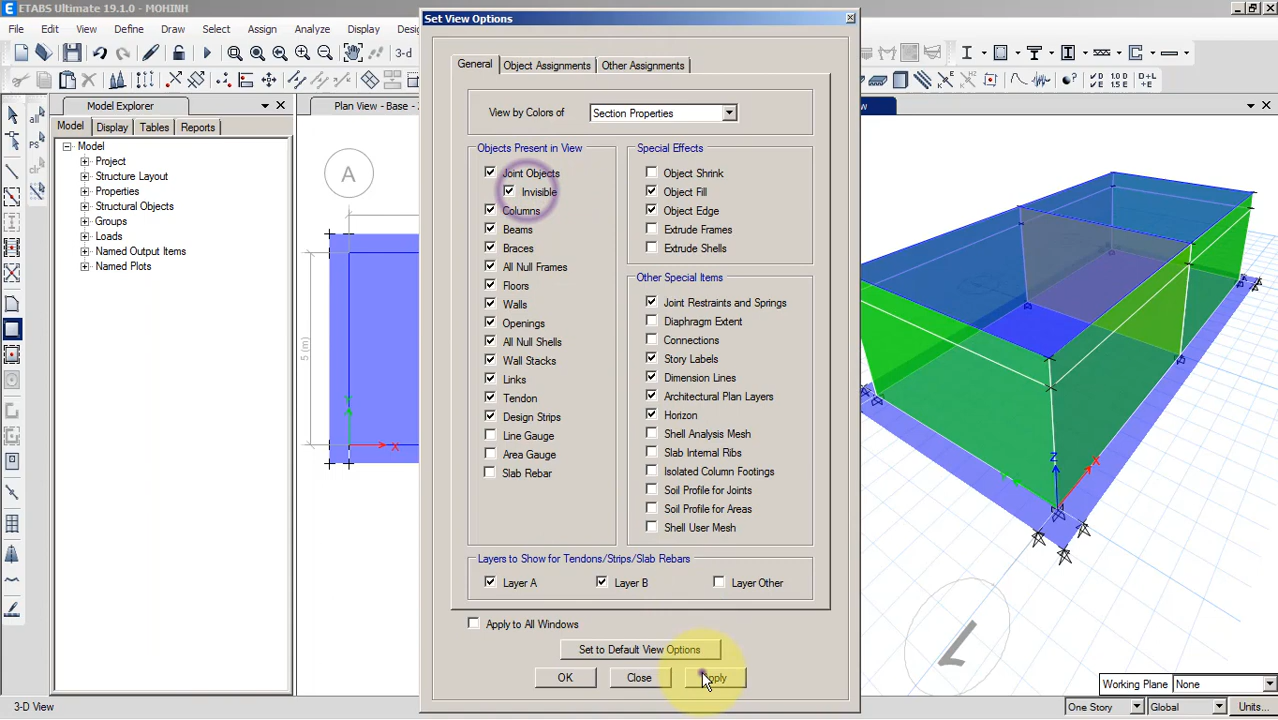 ETABS Ultimate 19.1.0 - MOHINH
File Edit View Define Draw Select Assign Analyze Display
3-d
Model Explorer
Model Display Tables Reports
Model
Project
Structure Layout
Properties
Structural Objects
Groups
Loads
Named Output Items
Named Plots
PS
clr
Plan View - Base -
A
5 (m)
Y
X
Set View Options
General Object Assignments Other Assignments
View by Colors of Section Properties
Objects Present in View
Joint Objects
Invisible
Columns
Beams
Braces
All Null Frames
Floors
Walls
Openings
All Null Shells
Wall Stacks
Links
Tendon
Design Strips
Line Gauge
Area Gauge
Slab Rebar
Special Effects
Object Shrink
Object Fill
Object Edge
Extrude Frames
Extrude Shells
Other Special Items
Joint Restraints and Springs
Diaphragm Extent
Connections
Story Labels
Dimension Lines
Architectural Plan Layers
Horizon
Shell Analysis Mesh
Slab Internal Ribs
Isolated Column Footings
Soil Profile for Joints
Soil Profile for Areas
Shell User Mesh
Layers to Show for Tendons/Strips/Slab Rebars
Layer A Layer B Layer Other
Apply to All Windows
Set to Default View Options
OK Close Apply
Z
X
1
Working Plane None
3-D View
One Story Global Units...